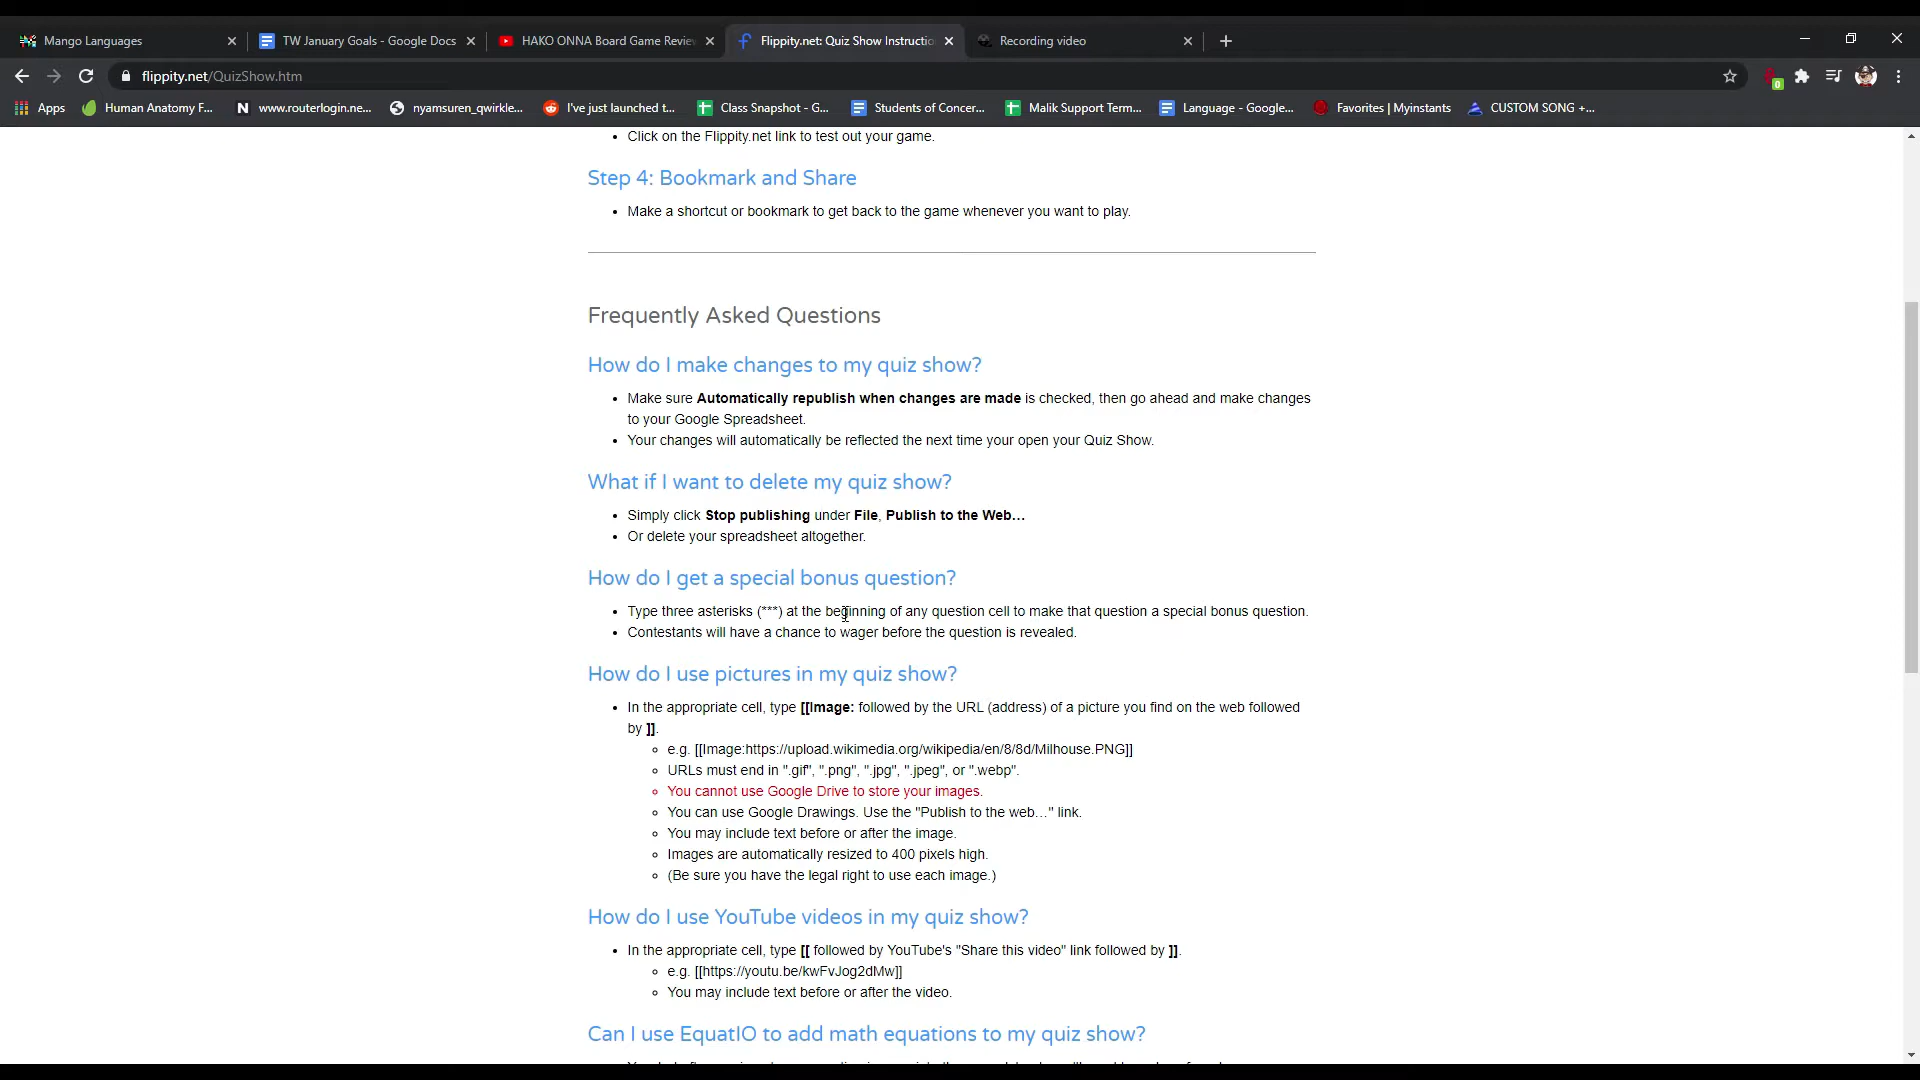 Mango Languages
TW January Goals - Google Docs
HAKO ONNA Board Game Revie
Flippity.net: Quiz Show Instructio
Recording video
flippity.net/QuizShow.htm
0
Apps
Human Anatomy F...
www.routerlogin.ne...
nyamsuren_qwirkle...
I've just launched t...
Class Snapshot - G...
Students of Concer...
Malik Support Term...
Language - Google...
Favorites | Myinstants
CUSTOM SONG +...
• Click on the Flippity.net link to test out your game.
Step 4: Bookmark and Share
• Make a shortcut or bookmark to get back to the game whenever you want to play.
Frequently Asked Questions
How do I make changes to my quiz show?
• Make sure Automatically republish when changes are made is checked, then go ahead and make changes
to your Google Spreadsheet.
• Your changes will automatically be reflected the next time your open your Quiz Show.
What if I want to delete my quiz show?
• Simply click Stop publishing under File, Publish to the Web...
• Or delete your spreadsheet altogether.
How do I get a special bonus question?
• Type three asterisks (***) at the beginning of any question cell to make that question a special bonus question.
• Contestants will have a chance to wager before the question is revealed.
How do I use pictures in my quiz show?
• In the appropriate cell, type [[Image: followed by the URL (address) of a picture you find on the web followed
by ]].
◦ e.g. [[Image:https://upload.wikimedia.org/wikipedia/en/8/8d/Milhouse.PNG]]
◦ URLs must end in ".gif", ".png", ".jpg", ".jpeg", or ".webp".
◦ You cannot use Google Drive to store your images.
◦ You can use Google Drawings. Use the "Publish to the web..." link.
◦ You may include text before or after the image.
◦ Images are automatically resized to 400 pixels high.
◦ (Be sure you have the legal right to use each image.)
How do I use YouTube videos in my quiz show?
• In the appropriate cell, type [[ followed by YouTube's "Share this video" link followed by ]].
◦ e.g. [[https://youtu.be/kwFvJog2dMw]]
◦ You may include text before or after the video.
Can I use EquatIO to add math equations to my quiz show?